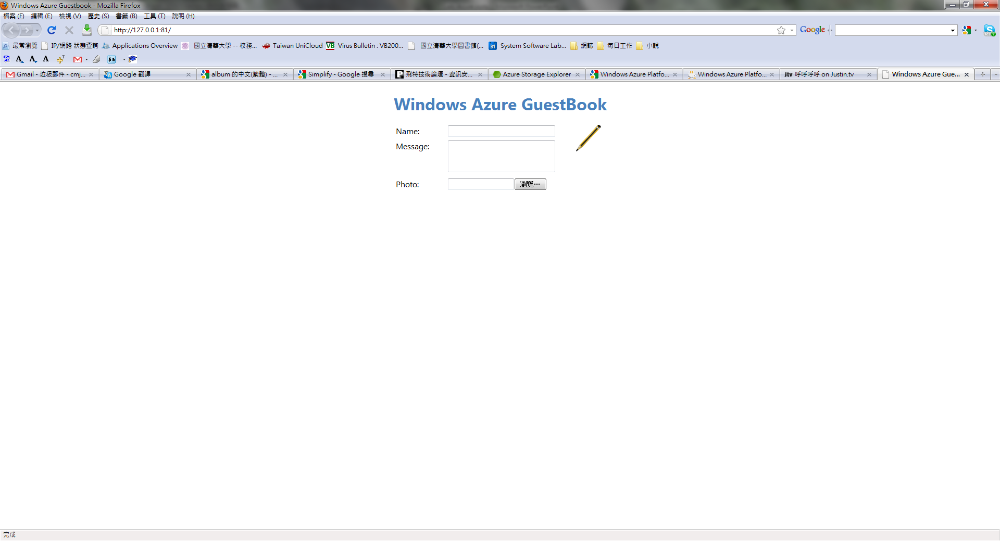 Windows Azure Guestbook - Mozilla Firefox
檔案 (F) 編輯 (E) 檢視 (V) 歷史 (S) 書籤 (B) 工具 (T) 說明 (H)
http://127.0.0.1:81/ Google
最常瀏覽 IP/網路 狀態查詢 Applications Overview 國立清華大學 -- 校務... Taiwan UniCloud VB Virus Bulletin : VB200... 國立清華大學圖書館(... 31 System Software Lab... 網誌 每日工作 小說
繁 A A A T âa
Gmail - 垃圾郵件 - cmj... Google 翻譯 album 的中文(繁體) - ... Simplify - Google 搜尋 飛特技術論壇 - 資訊安... Azure Storage Explorer Windows Azure Platfo... Windows Azure Platfo... Jtv 呼呼呼呼 on Justin.tv Windows Azure Gue...
Windows Azure GuestBook
Name:
Message:
Photo: 瀏覽…
完成